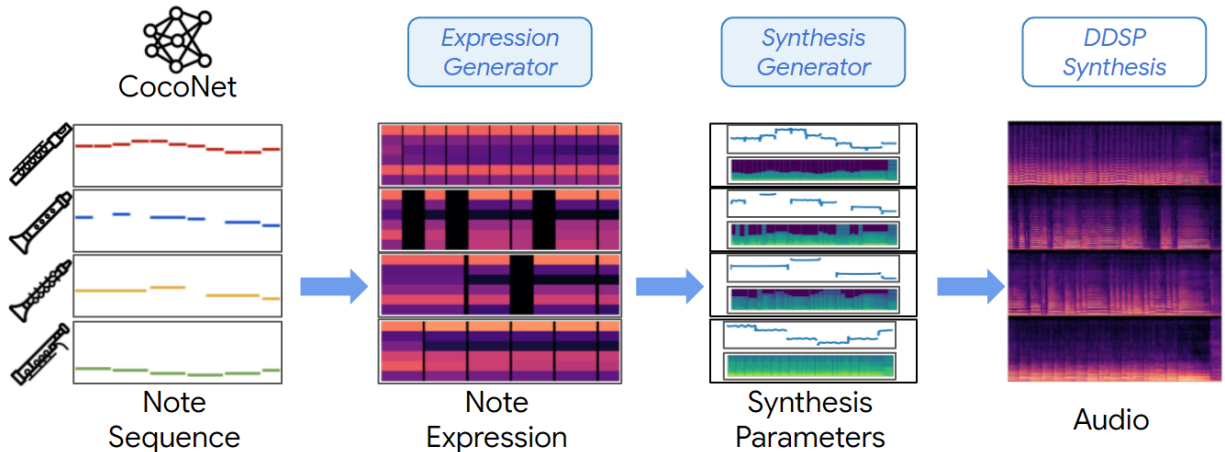 CocoNet
Expression
Generator
Synthesis
Generator
DDSP
Synthesis
Note
Sequence
Note
Expression
Synthesis
Parameters
Audio